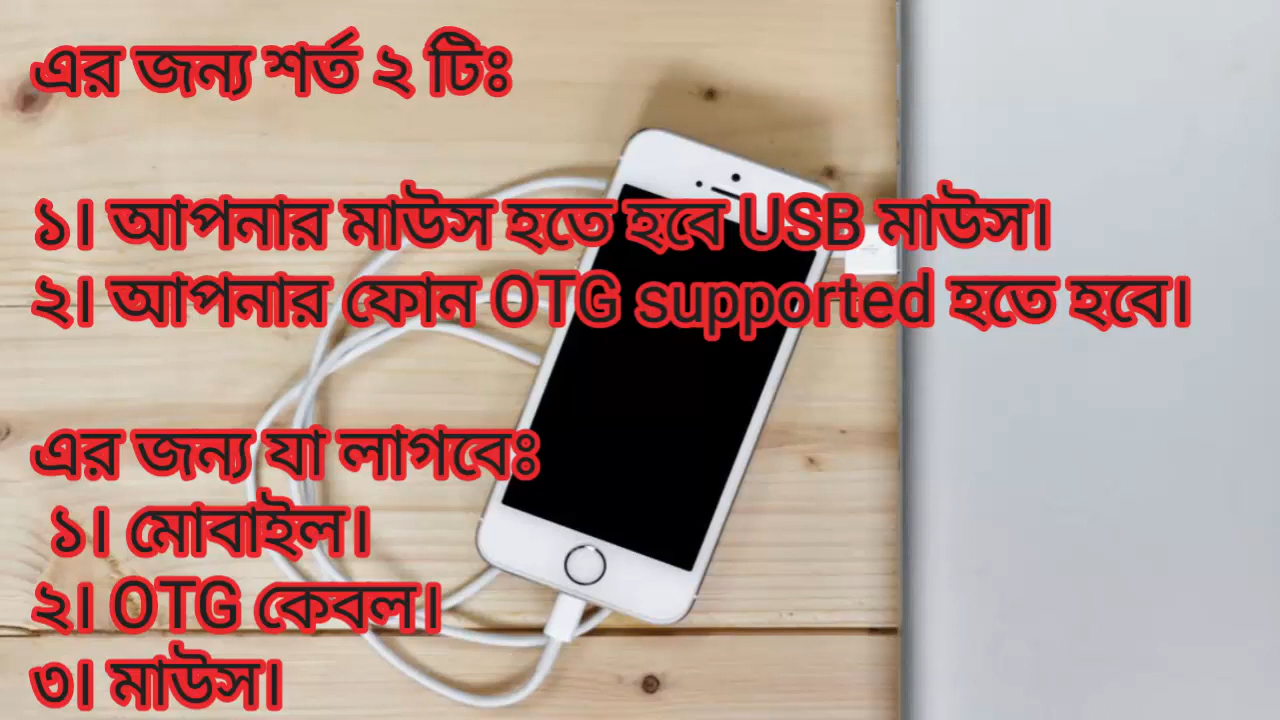 এর জন্য শর্ত ২ টিঃ
১। আপনার মাউস হতে হবে USB মাউস।
২। আপনার ফোন OTG supported হতে হবে।
এর জন্য যা লাগবেঃ
১। মোবাইল।
২। OTG কেবল।
৩। মাউস।